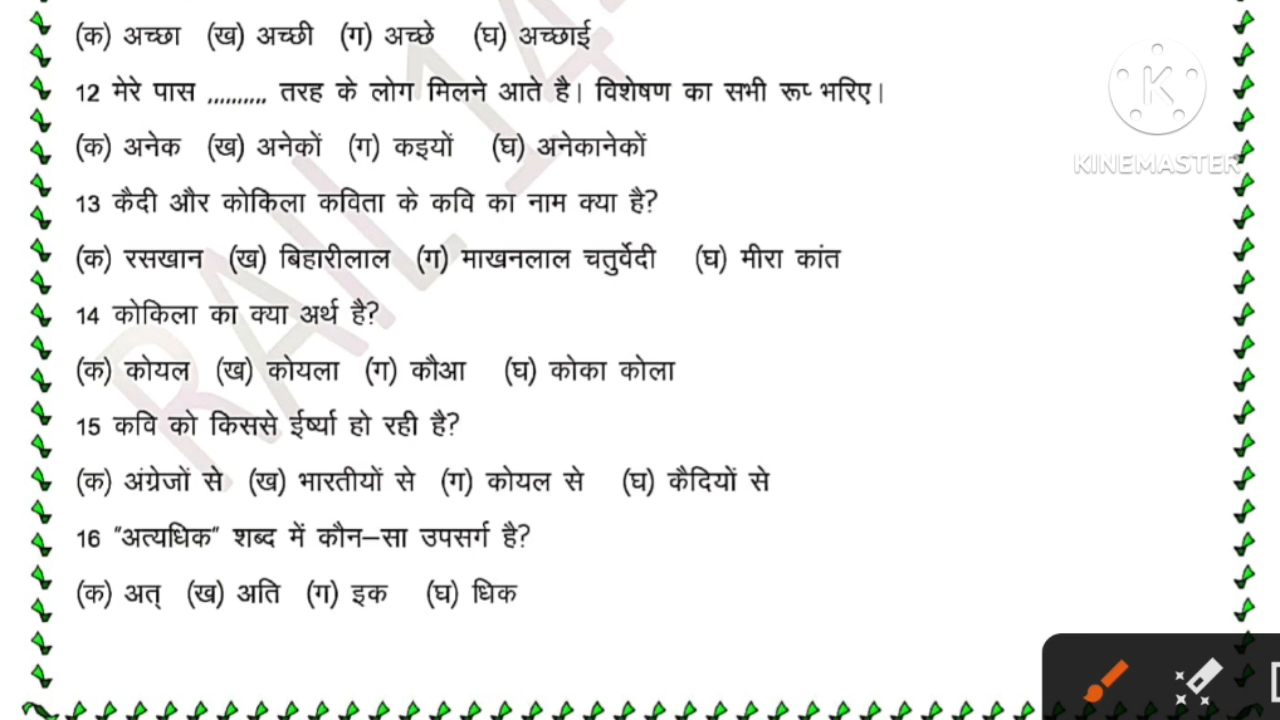 (क) अच्छा (ख) अच्छी (ग) अच्छे (घ) अच्छाई
12 मेरे पास .......... तरह के लोग मिलने आते है। विशेषण का सभी रूप् भरिए।
(क) अनेक (ख) अनेकों (ग) कइयों (घ) अनेकानेकों
13 कैदी और कोकिला कविता के कवि का नाम क्या है?
(क) रसखान (ख) बिहारीलाल (ग) माखनलाल चतुर्वेदी (घ) मीरा कांत
14 कोकिला का क्या अर्थ है?
(क) कोयल (ख) कोयला (ग) कौआ (घ) कोका कोला
15 कवि को किससे ईर्ष्या हो रही है?
(क) अंग्रेजों से (ख) भारतीयों से (ग) कोयल से (घ) कैदियों से
16 "अत्यधिक" शब्द में कौन–सा उपसर्ग है?
(क) अत् (ख) अति (ग) इक (घ) धिक
K
KINEMASTER